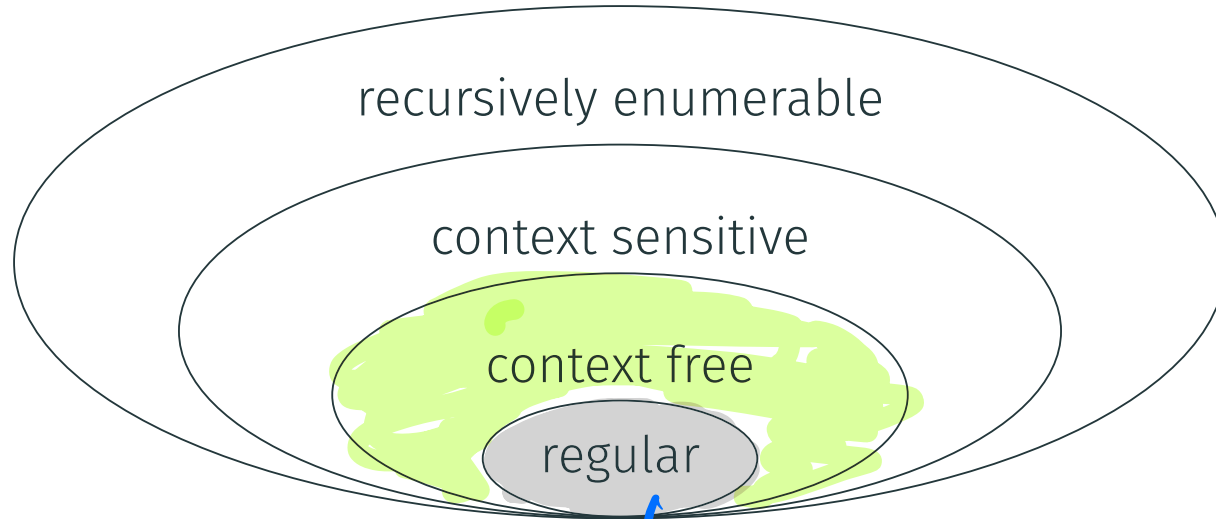 recursively enumerable
context sensitive
context free
regular